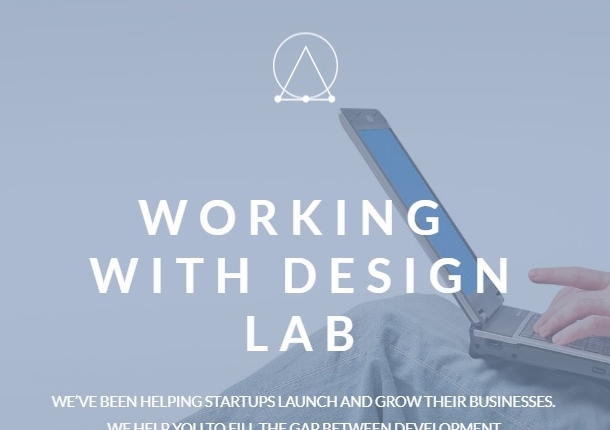 WORKING
WITH DESIGN
LAB
WE'VE BEEN HELPING STARTUPS LAUNCH AND GROW THEIR BUSINESSES.
WE HELP YOU TO FILL THE GAP BETWEEN DEVELOPMENT